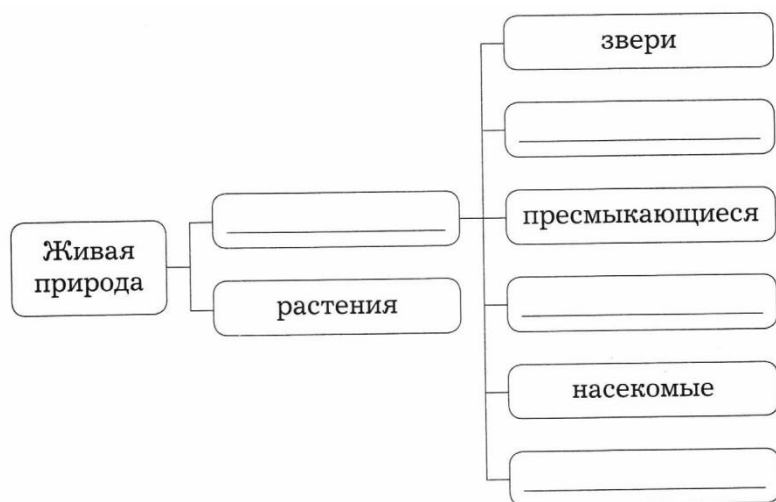 звери
пресмыкающиеся
Живая
природа
растения
насекомые